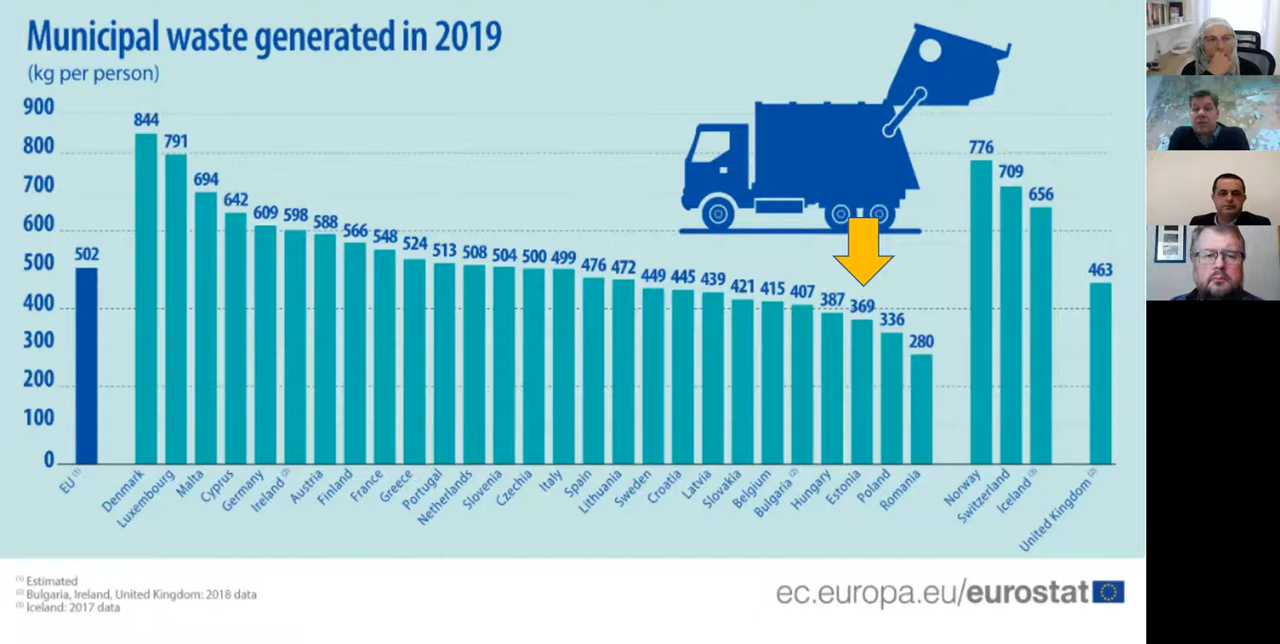 Municipal waste generated in 2019
(kg per person)
900
800
700
600
500
400
300
200
100
0
502
844
791
694
642
609
598
588
566
548
524
513
508
504
500
499
476
472
449
445
439
421
415
407
387
369
336
280
776
709
656
463
EU (1)
Denmark
Luxembourg
Malta
Cyprus
Germany
Ireland (2)
Austria
Finland
France
Greece
Portugal
Netherlands
Slovenia
Czechia
Italy
Spain
Lithuania
Sweden
Croatia
Latvia
Slovakia
Belgium
Bulgaria (2)
Hungary
Estonia
Poland
Romania
Norway
Switzerland
Iceland (3)
United Kingdom (2)
(1) Estimated
(2) Bulgaria, Ireland, United Kingdom: 2018 data
(3) Iceland: 2017 data
ec.europa.eu/eurostat